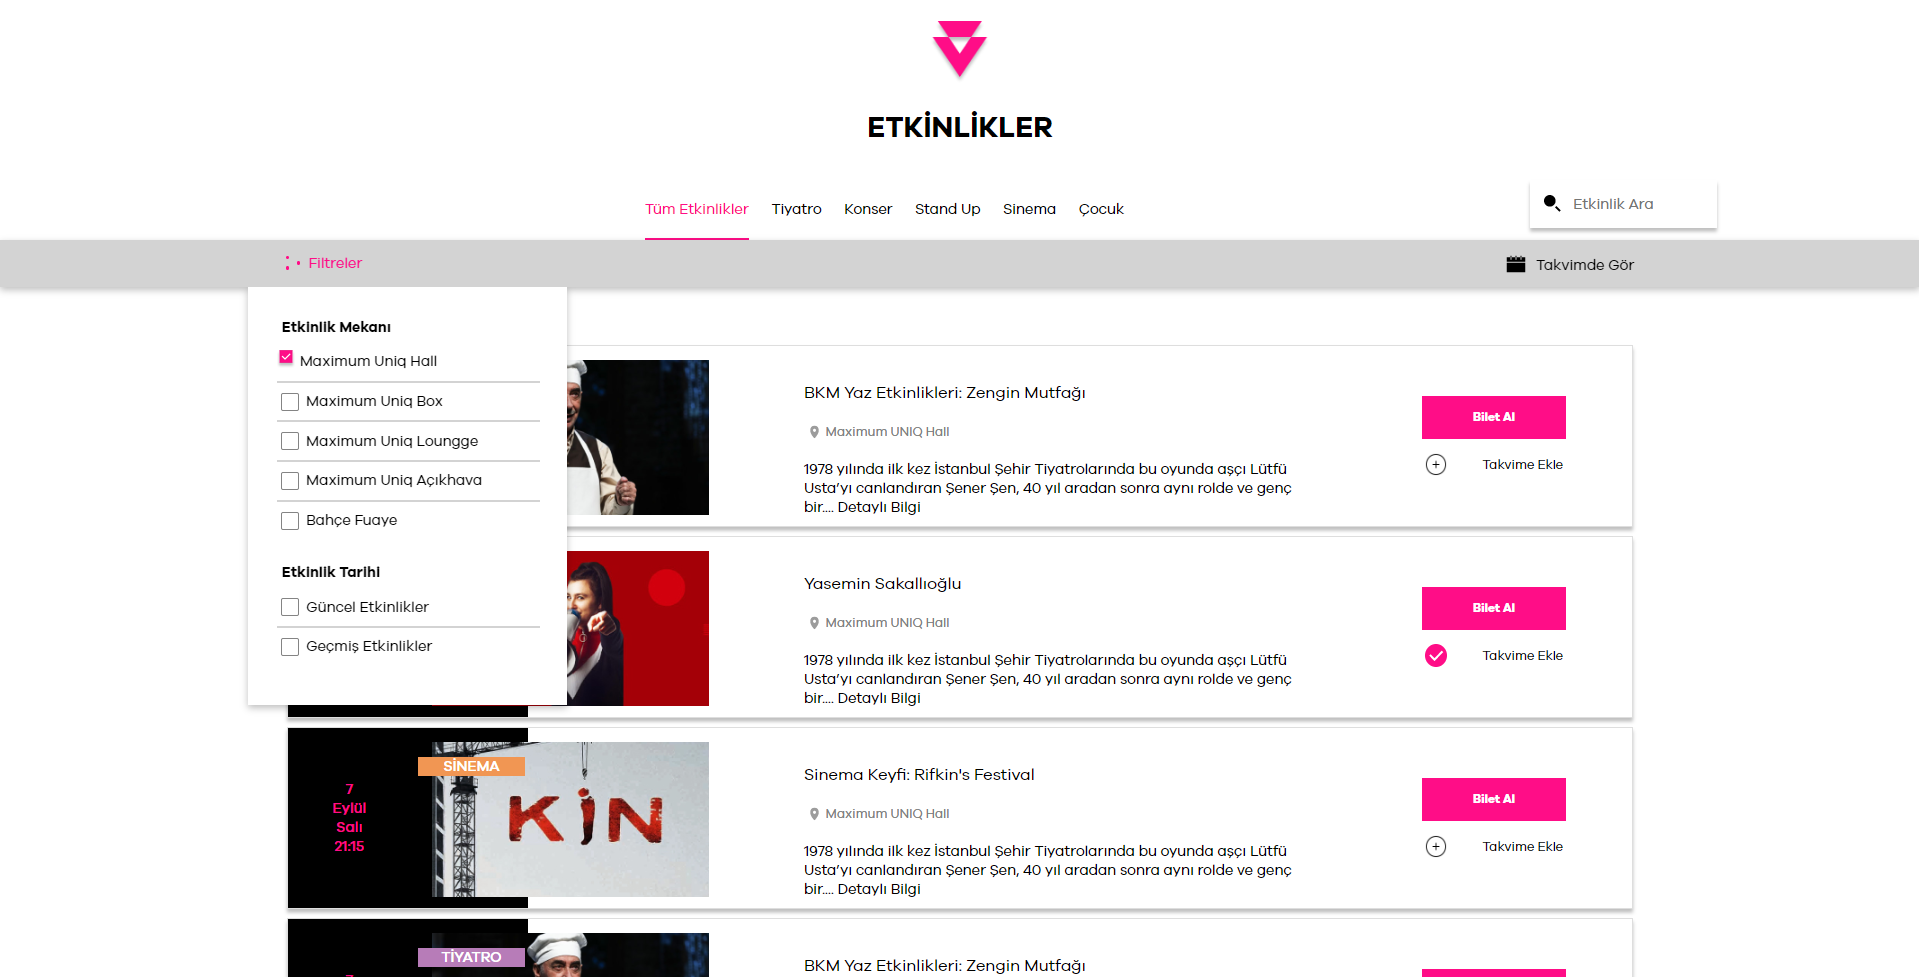 ETKİNLİKLER
Tüm Etkinlikler Tiyatro Konser Stand Up Sinema Çocuk
Etkinlik Ara
Filtreler
Takvimde Gör
Etkinlik Mekanı
Maximum Uniq Hall
Maximum Uniq Box
Maximum Uniq Loungge
Maximum Uniq Açıkhava
Bahçe Fuaye
Etkinlik Tarihi
Güncel Etkinlikler
Geçmiş Etkinlikler
BKM Yaz Etkinlikleri: Zengin Mutfağı
Maximum UNIQ Hall
1978 yılında ilk kez İstanbul Şehir Tiyatrolarında bu oyunda aşçı Lütfü
Usta’yı canlandıran Şener Şen, 40 yıl aradan sonra aynı rolde ve genç
bir.... Detaylı Bilgi
Bilet Al
Takvime Ekle
Yasemin Sakallıoğlu
Maximum UNIQ Hall
1978 yılında ilk kez İstanbul Şehir Tiyatrolarında bu oyunda aşçı Lütfü
Usta’yı canlandıran Şener Şen, 40 yıl aradan sonra aynı rolde ve genç
bir.... Detaylı Bilgi
Bilet Al
Takvime Ekle
7
Eylül
Salı
21:15
SİNEMA
KİN
Sinema Keyfi: Rifkin's Festival
Maximum UNIQ Hall
1978 yılında ilk kez İstanbul Şehir Tiyatrolarında bu oyunda aşçı Lütfü
Usta’yı canlandıran Şener Şen, 40 yıl aradan sonra aynı rolde ve genç
bir.... Detaylı Bilgi
Bilet Al
Takvime Ekle
TİYATRO
BKM Yaz Etkinlikleri: Zengin Mutfağı